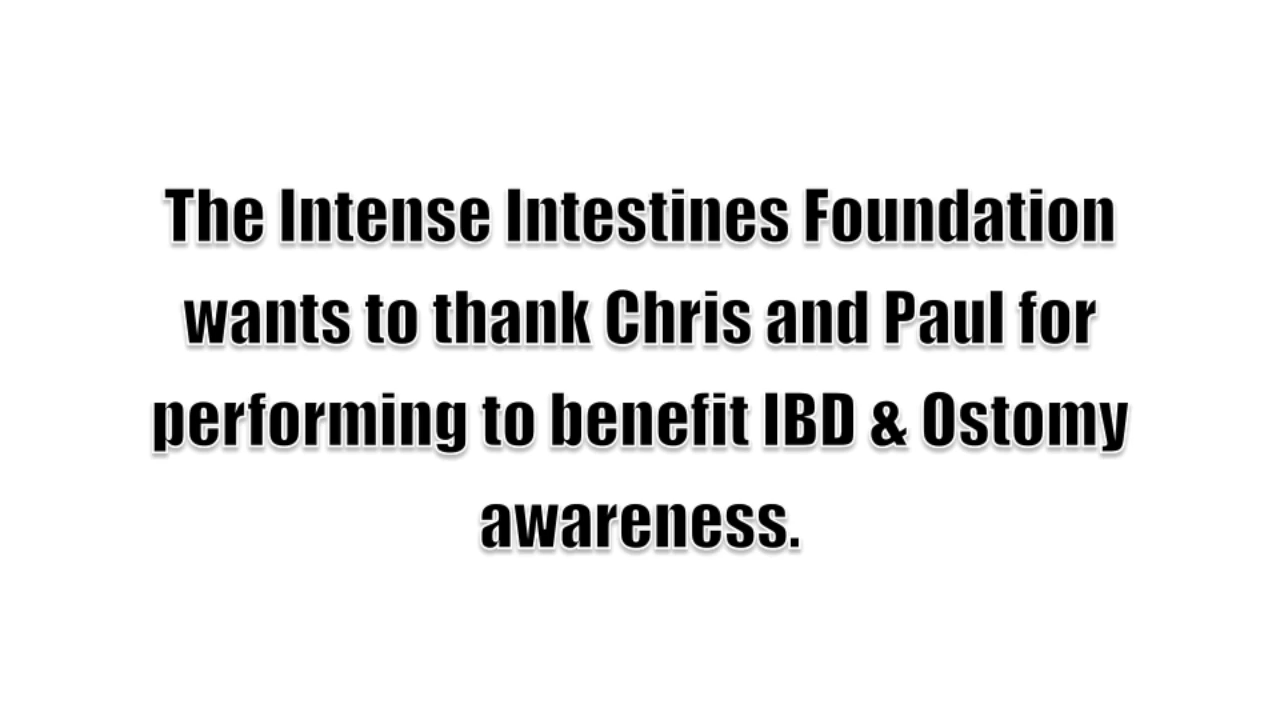 The Intense Intestines Foundation
wants to thank Chris and Paul for
performing to benefit IBD & Ostomy
awareness.